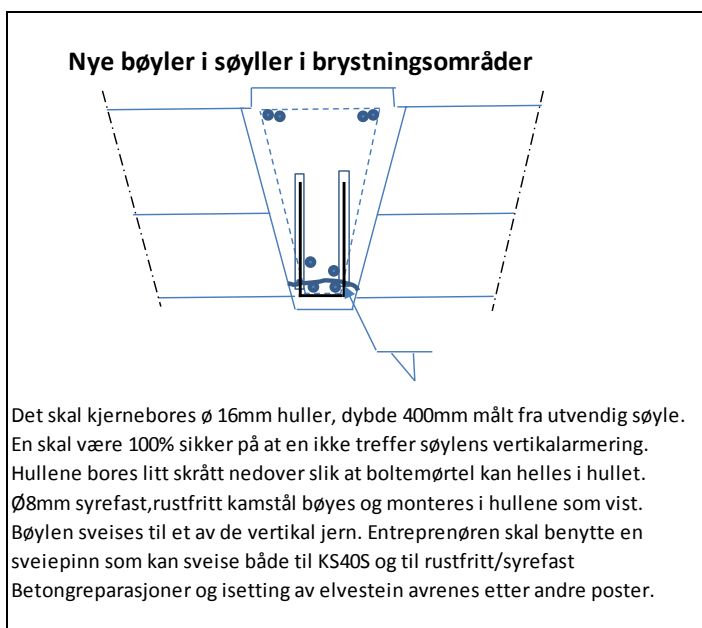 Nye bøyler i søyller i brystningsområder
Det skal kjernebores ø 16mm huller, dybde 400mm målt fra utvendig søyle.
En skal være 100% sikker på at en ikke treffer søylens vertikalarmering.
Hullene bores litt skrått nedover slik at boltemørtel kan helles i hullet.
Ø8mm syrefast,rustfritt kamstål bøyes og monteres i hullene som vist.
Bøylen sveises til et av de vertikal jern. Entreprenøren skal benytte en
sveiepinn som kan sveise både til KS40S og til rustfritt/syrefast
Betongreparasjoner og isetting av elvestein avrenes etter andre poster.